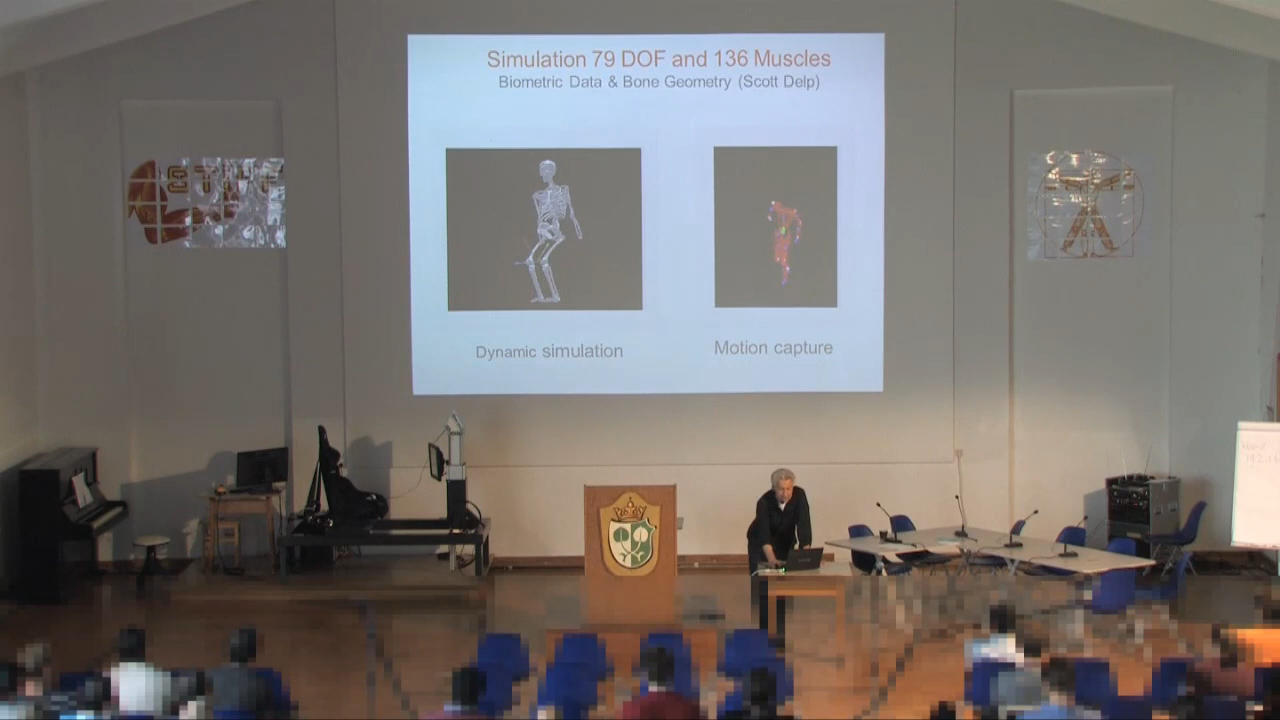 Simulation 79 DOF and 136 Muscles
Biometric Data & Bone Geometry (Scott Delp)
Dynamic simulation
Motion capture